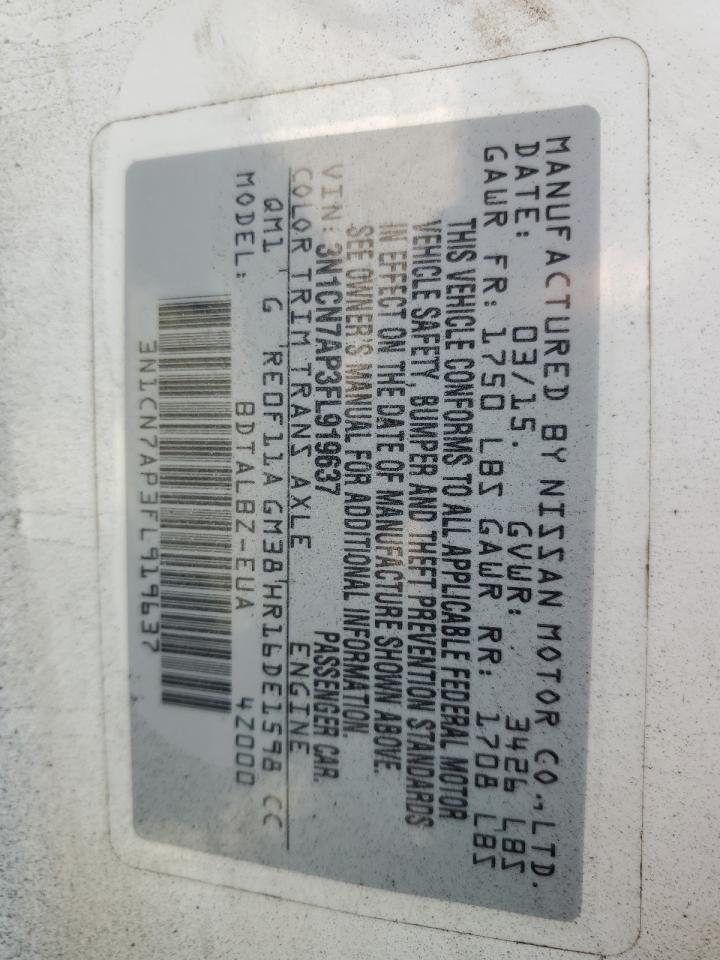 MANUFACTURED BY NISSAN MOTOR CO., LTD.
DATE: 03/15. GVWR: 3426 LBS
GAWR FR: 1750 LBS GAWR RR: 1708 LBS
THIS VEHICLE CONFORMS TO ALL APPLICABLE FEDERAL MOTOR
VEHICLE SAFETY, BUMPER AND THEFT PREVENTION STANDARDS
IN EFFECT ON THE DATE OF MANUFACTURE SHOWN ABOVE.
SEE OWNER'S MANUAL FOR ADDITIONAL INFORMATION.
VIN: 3N1CN7AP3FL919637 PASSENGER CAR.
COLOR TRIM TRANS AXLE ENGINE
QM1 ' G ' RE0F11A GM38 'HR16DE1598 CC
MODEL: BDTALBZ-EUA 4Z000
3N1CN7AP3FL919637